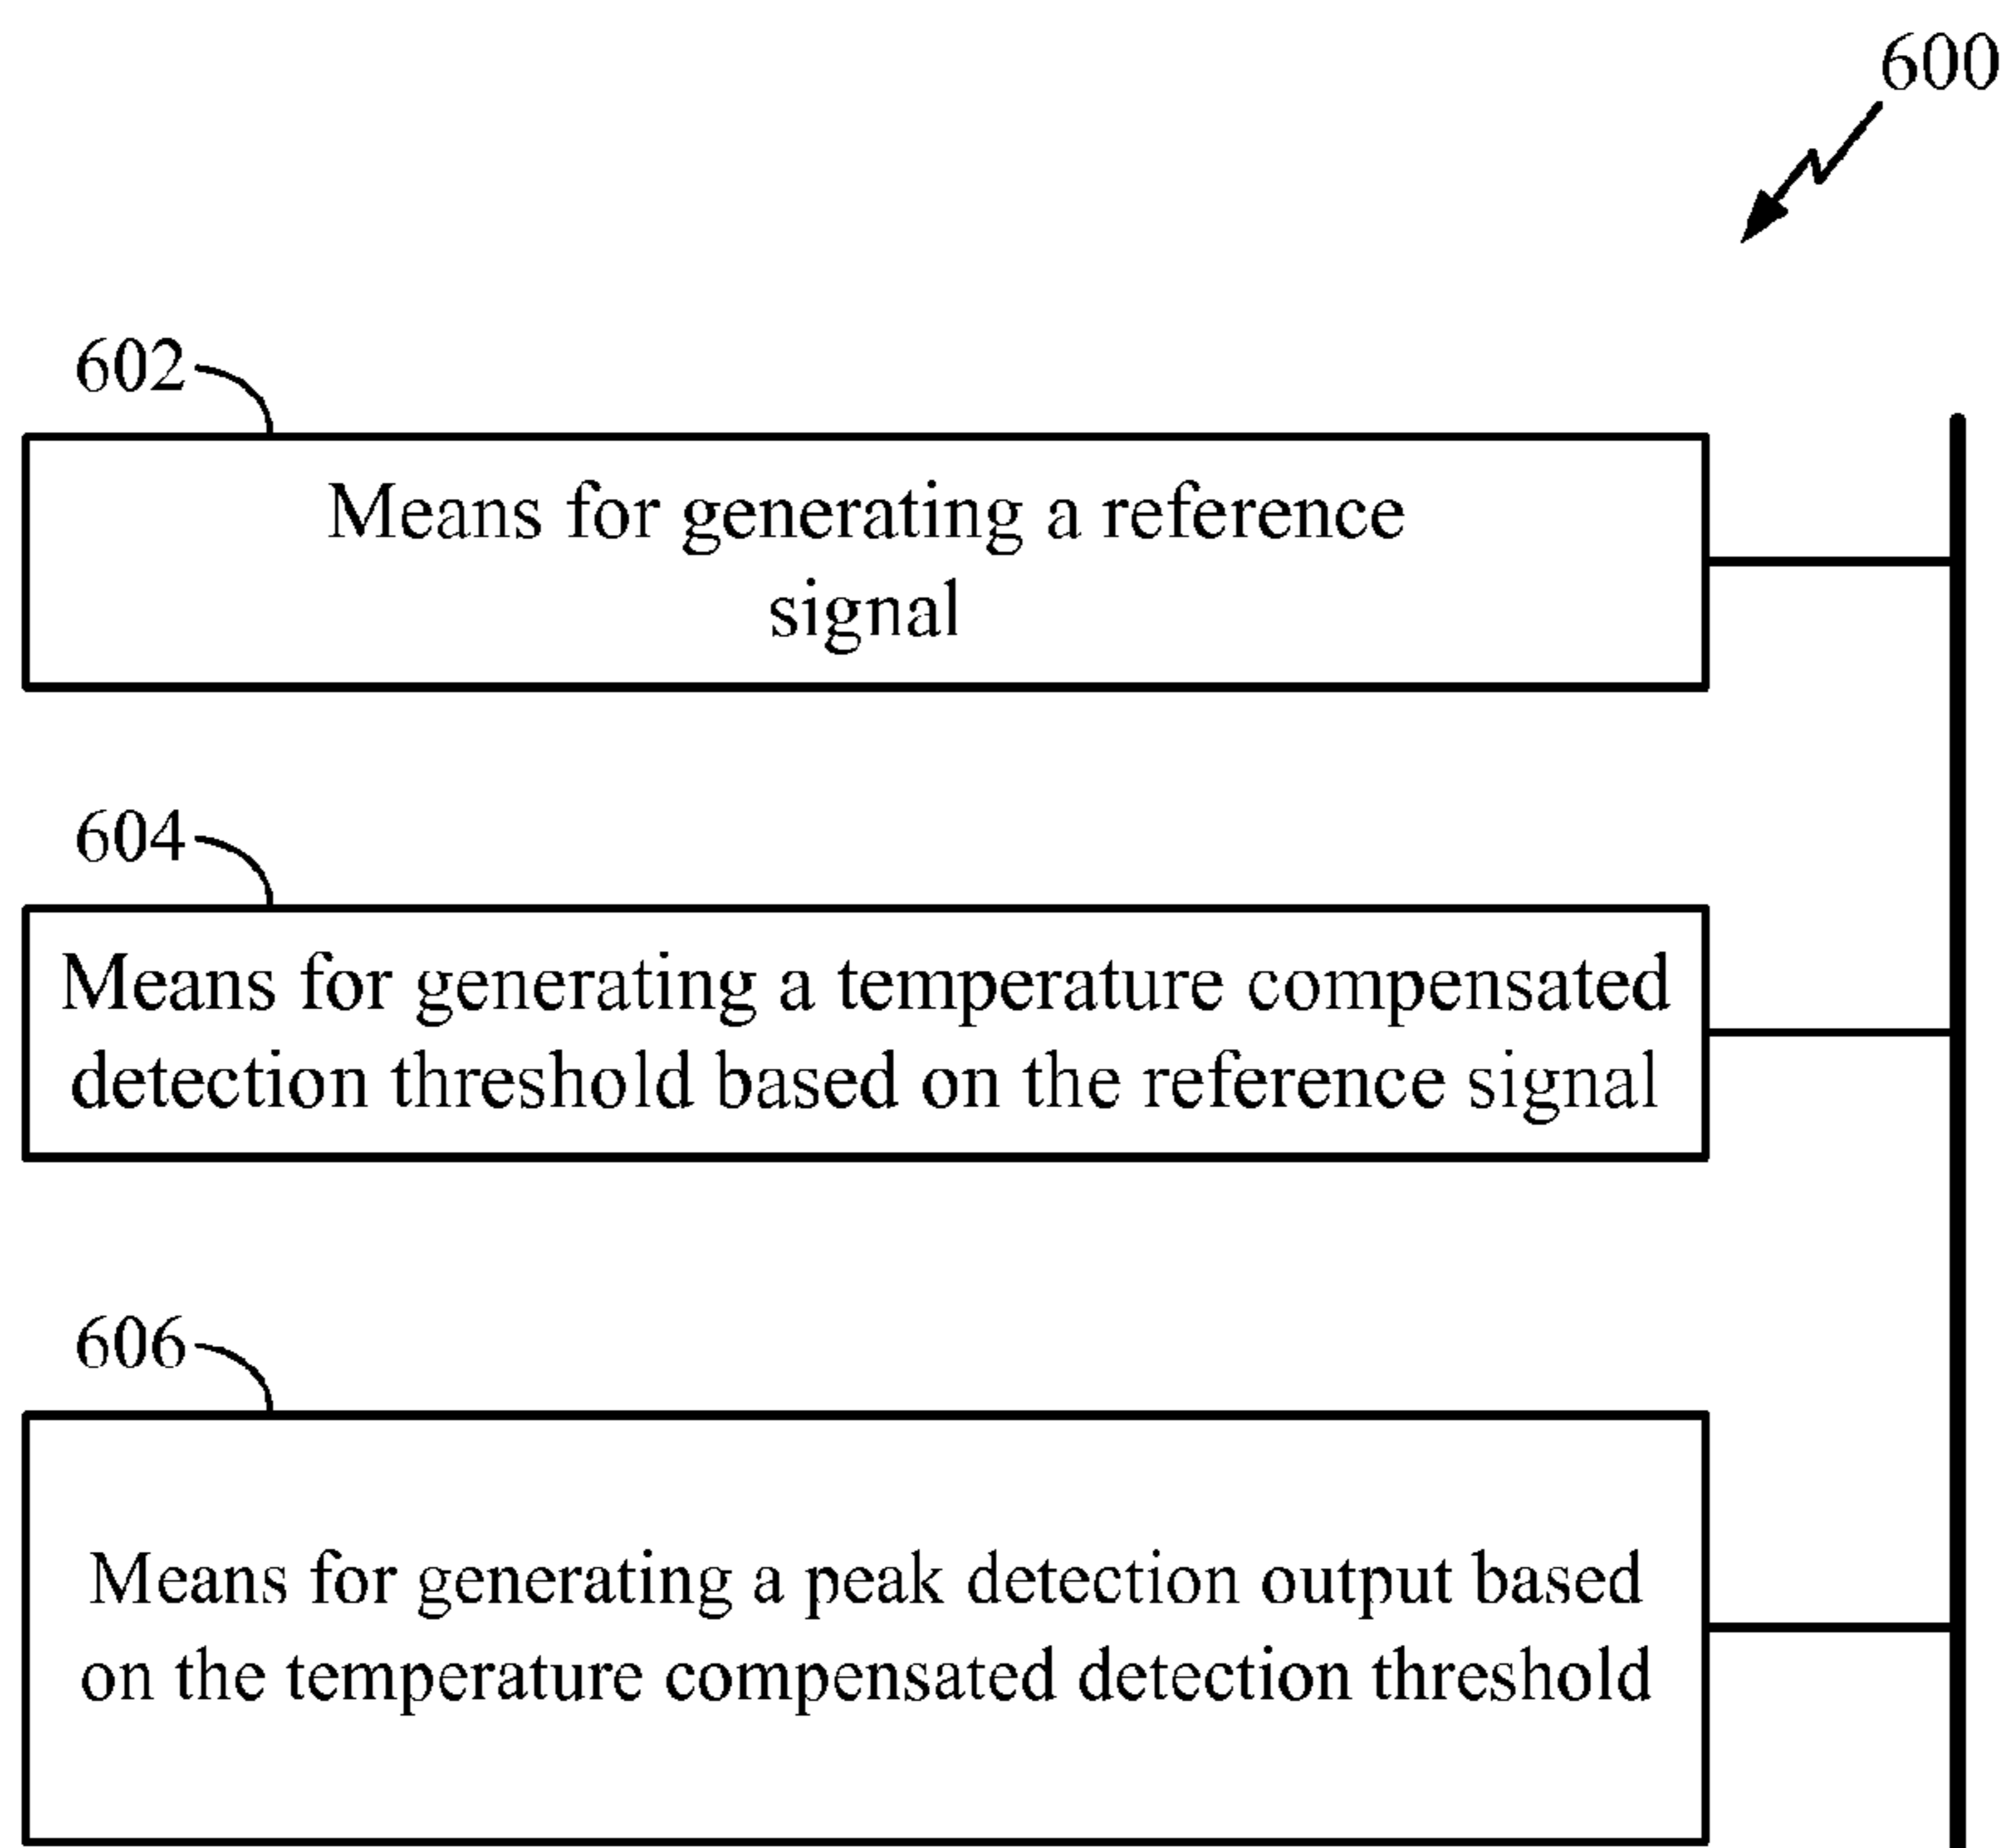 600
602
Means for generating a reference
signal
604
Means for generating a temperature compensated
detection threshold based on the reference signal
606
Means for generating a peak detection output based
on the temperature compensated detection threshold